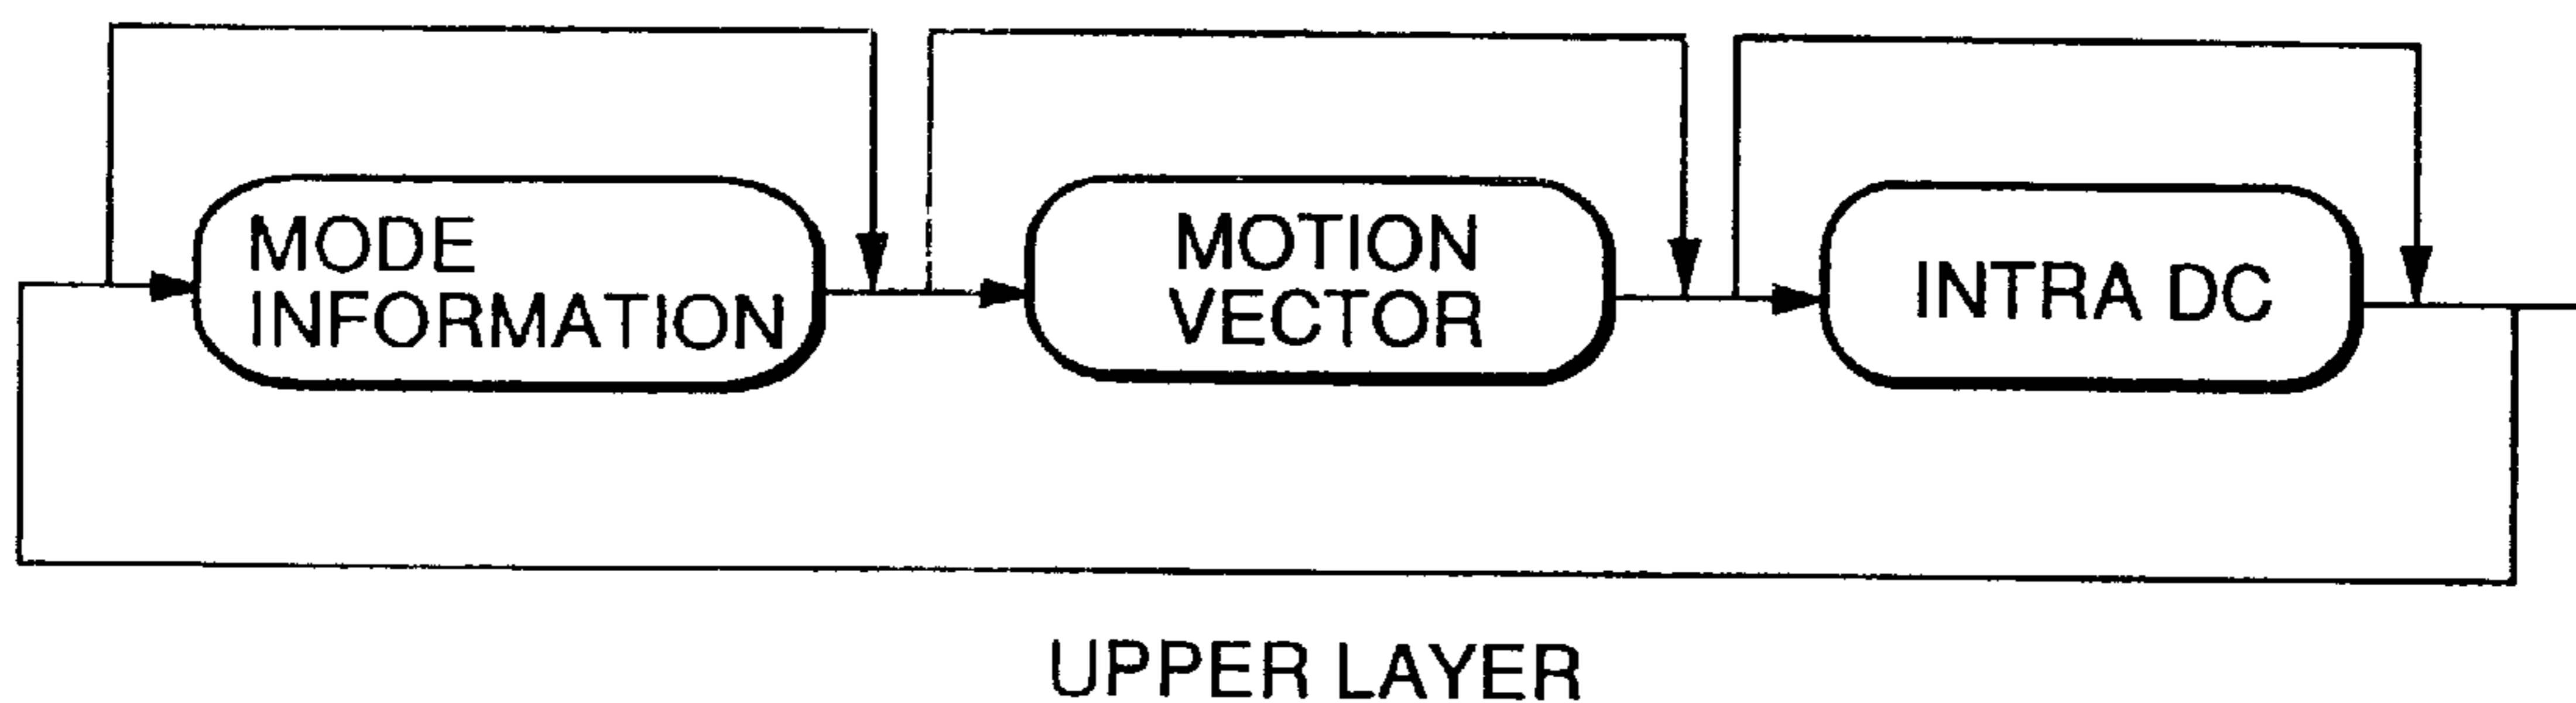 MODE
INFORMATION
MOTION
VECTOR
INTRA DC
UPPER LAYER